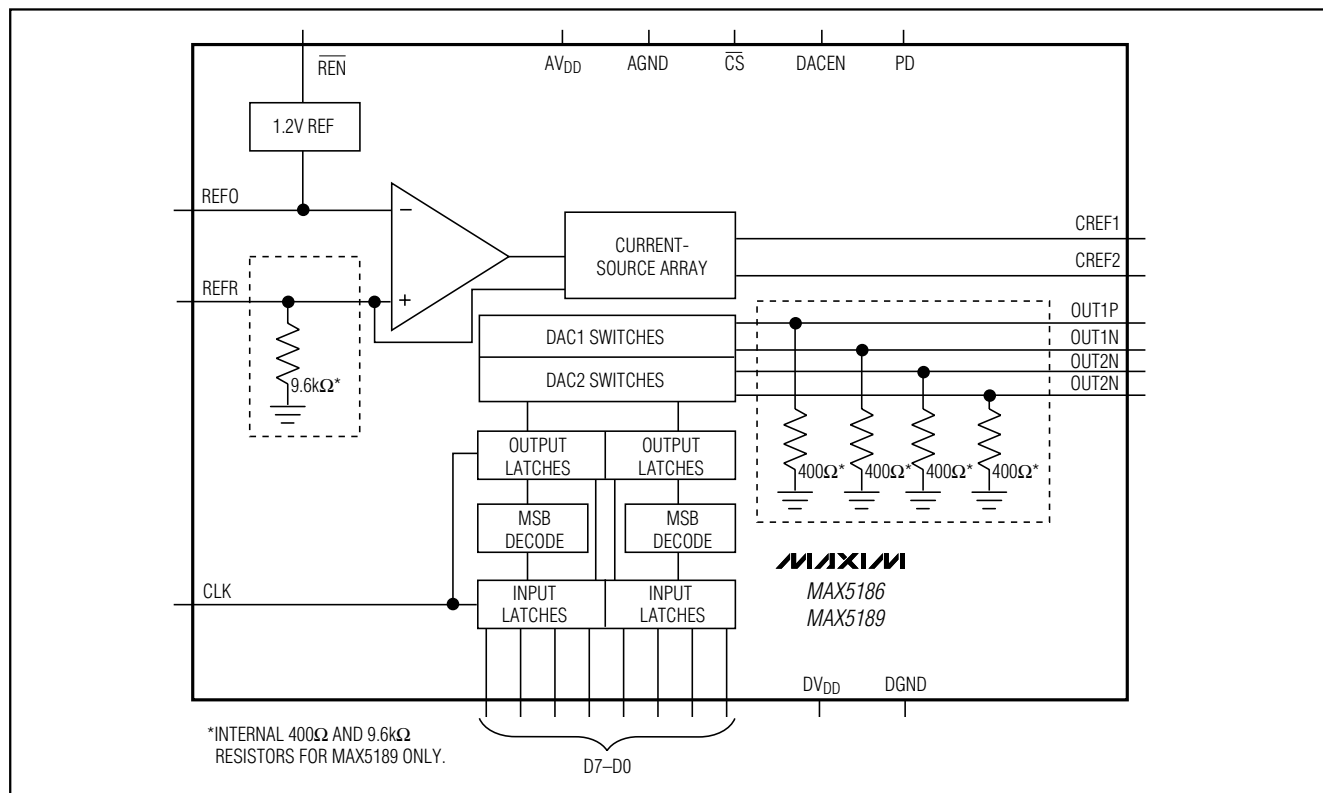 REN
AVDD
AGND
CS
DACEN
PD
1.2V REF
REFO
−
CURRENT-
SOURCE ARRAY
CREF1
CREF2
REFR
+
9.6kΩ*
DAC1 SWITCHES
DAC2 SWITCHES
OUT1P
OUT1N
OUT2N
OUT2N
400Ω*
400Ω*
400Ω*
400Ω*
OUTPUT
LATCHES
OUTPUT
LATCHES
MSB
DECODE
MSB
DECODE
CLK
INPUT
LATCHES
INPUT
LATCHES
MAXIM
MAX5186
MAX5189
DVDD
DGND
*INTERNAL 400Ω AND 9.6kΩ
RESISTORS FOR MAX5189 ONLY.
D7–D0